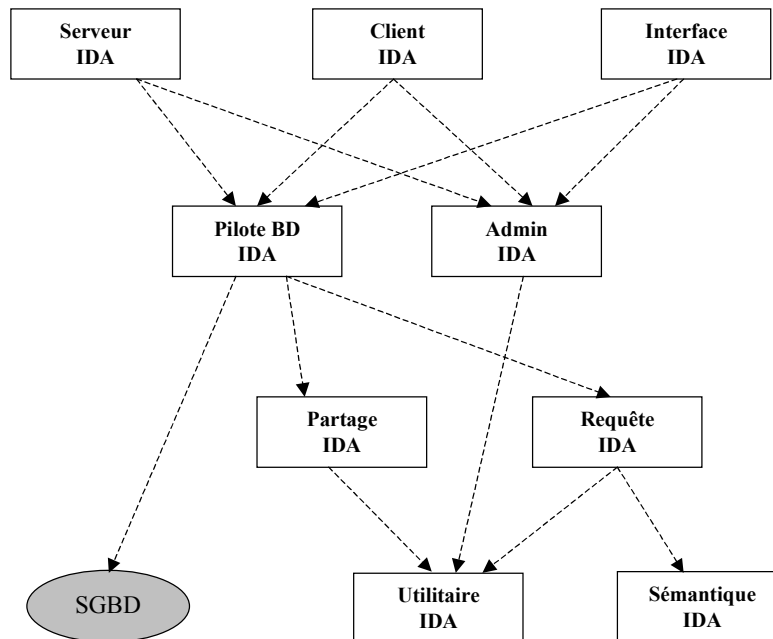 Serveur
IDA
Client
IDA
Interface
IDA
Pilote BD
IDA
Admin
IDA
Partage
IDA
Requête
IDA
SGBD
Utilitaire
IDA
Sémantique
IDA